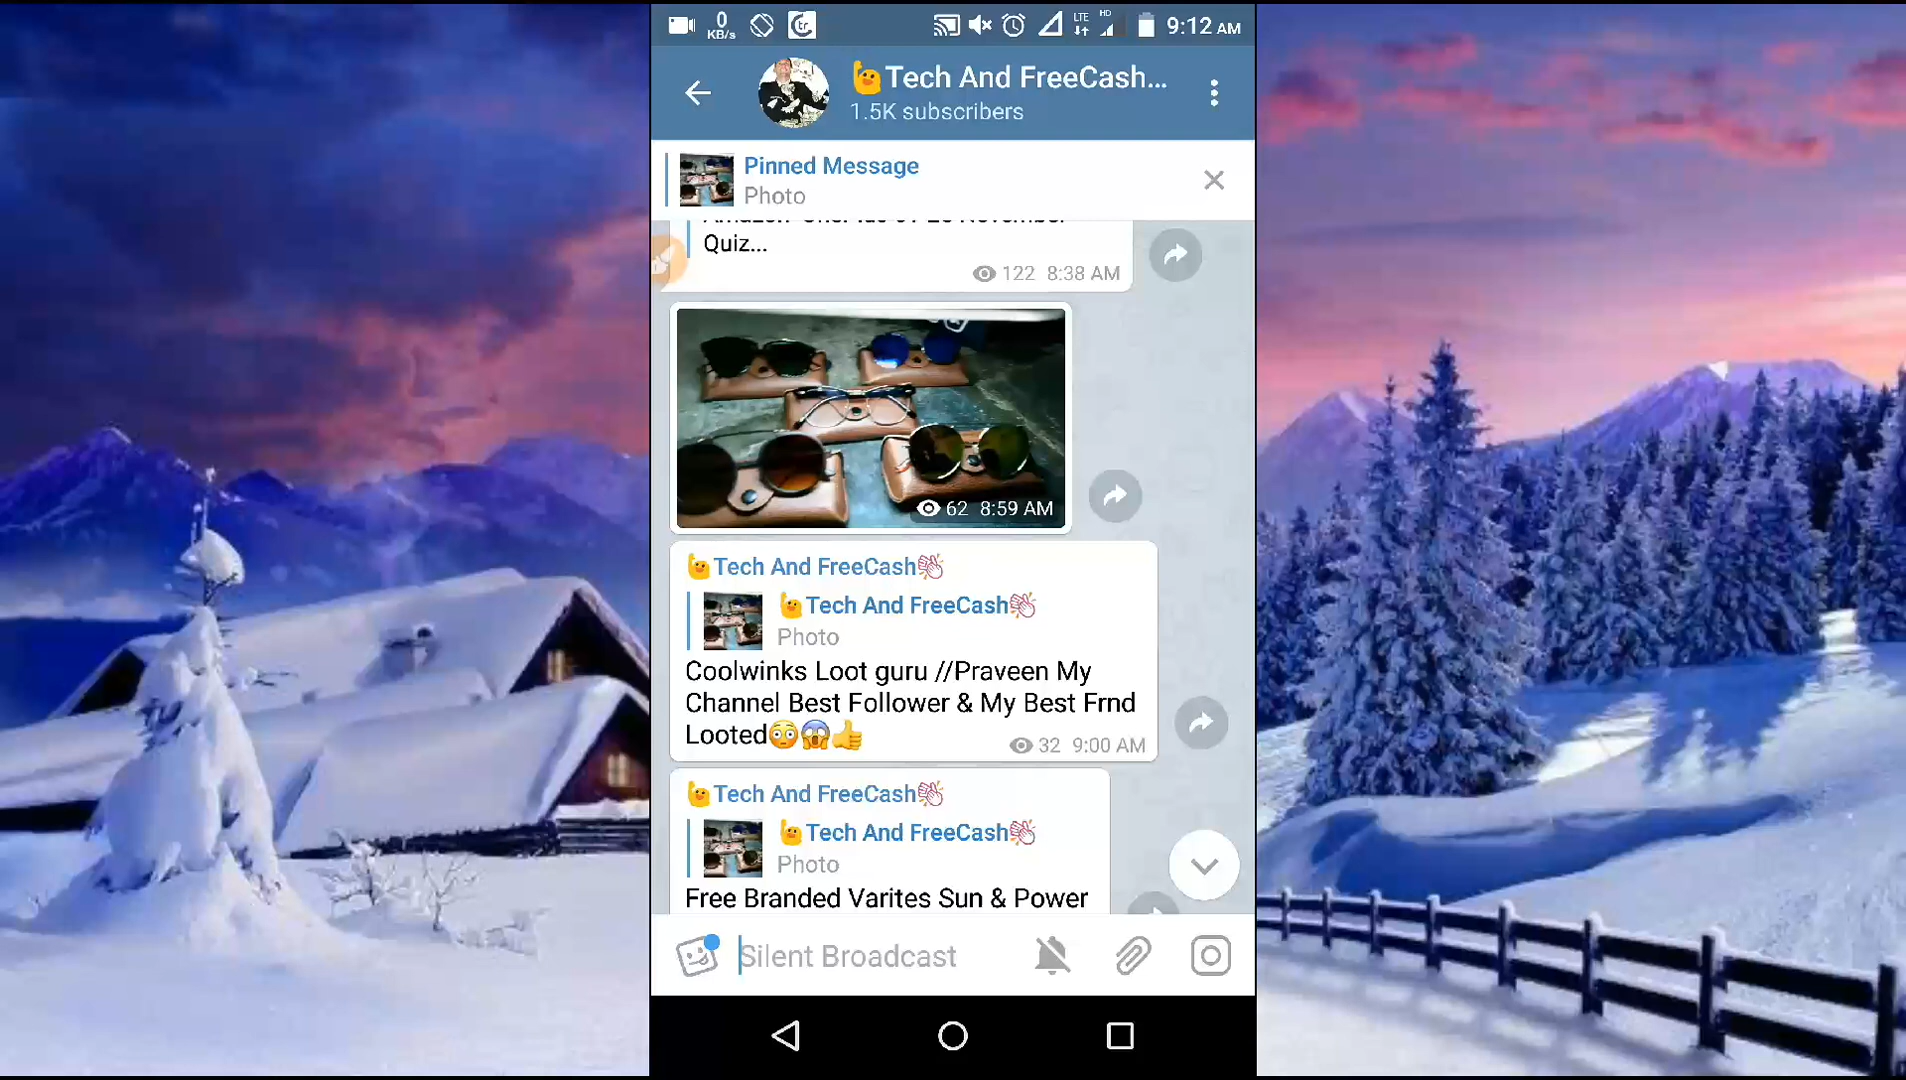 0
KB/s
LTE
HD
9:12 AM
Tech And FreeCash...
1.5K subscribers
Pinned Message
Photo
November
Quiz...
122 8:38 AM
62 8:59 AM
Tech And FreeCash
Tech And FreeCash
Photo
Coolwinks Loot guru //Praveen My
Channel Best Follower & My Best Frnd
Looted
32 9:00 AM
Tech And FreeCash
Tech And FreeCash
Photo
Free Branded Varites Sun & Power
Silent Broadcast